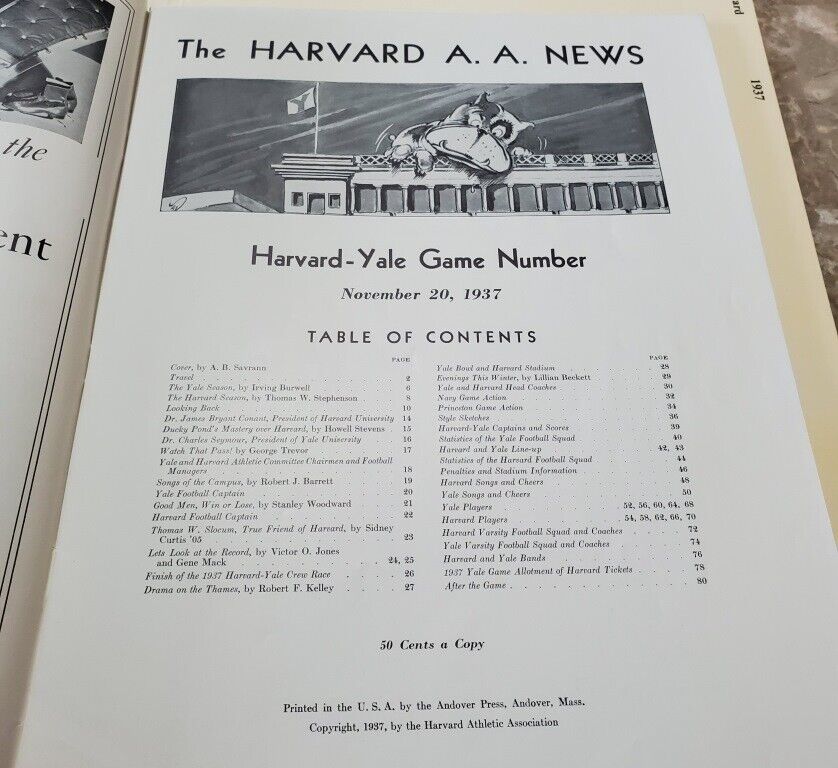 the
ent
ard
1937
The HARVARD A. A. NEWS
Y
Harvard-Yale Game Number
November 20, 1937
TABLE OF CONTENTS
PAGE
Cover, by A. B. Savrann
Travel . . . . . . . . . . . . . . . 2
The Yale Season, by Irving Burwell . . . . . . 6
The Harvard Season, by Thomas W. Stephenson . . 8
Looking Back . . . . . . . . . . . . . 10
Dr. James Bryant Conant, President of Harvard University 14
Ducky Pond's Mastery over Harvard, by Howell Stevens . 15
Dr. Charles Seymour, President of Yale University . . 16
Watch That Pass! by George Trevor . . . . . . 17
Yale and Harvard Athletic Committee Chairmen and Football
Managers . . . . . . . . . . . . . . 18
Songs of the Campus, by Robert J. Barrett . . . . 19
Yale Football Captain . . . . . . . . . . 20
Good Men, Win or Lose, by Stanley Woodward . . . 21
Harvard Football Captain . . . . . . . . . 22
Thomas W. Slocum, True Friend of Harvard, by Sidney
Curtis '05 . . . . . . . . . . . . . . 23
Lets Look at the Record, by Victor O. Jones
and Gene Mack . . . . . . . . . . . 24, 25
Finish of the 1937 Harvard-Yale Crew Race . . . . 26
Drama on the Thames, by Robert F. Kelley . . . . 27
PAGE
Yale Bowl and Harvard Stadium . . . . . . . 28
Evenings This Winter, by Lillian Beckett . . . . . 29
Yale and Harvard Head Coaches . . . . . . . 30
Navy Game Action . . . . . . . . . . . 32
Princeton Game Action . . . . . . . . . . 34
Style Sketches . . . . . . . . . . . . . 36
Harvard-Yale Captains and Scores . . . . . . . 39
Statistics of the Yale Football Squad . . . . . . 40
Harvard and Yale Line-up . . . . . . . . 42, 43
Statistics of the Harvard Football Squad . . . . . 44
Penalties and Stadium Information . . . . . . . 46
Harvard Songs and Cheers . . . . . . . . . 48
Yale Songs and Cheers . . . . . . . . . . 50
Yale Players . . . . . . . . . 52, 56, 60, 64, 68
Harvard Players . . . . . . . . 54, 58, 62, 66, 70
Harvard Varsity Football Squad and Coaches . . . . 72
Yale Varsity Football Squad and Coaches . . . . . 74
Harvard and Yale Bands . . . . . . . . . . 76
1937 Yale Game Allotment of Harvard Tickets . . . . 78
After the Game . . . . . . . . . . . . . 80
50 Cents a Copy
Printed in the U. S. A. by the Andover Press, Andover, Mass.
Copyright, 1937, by the Harvard Athletic Association